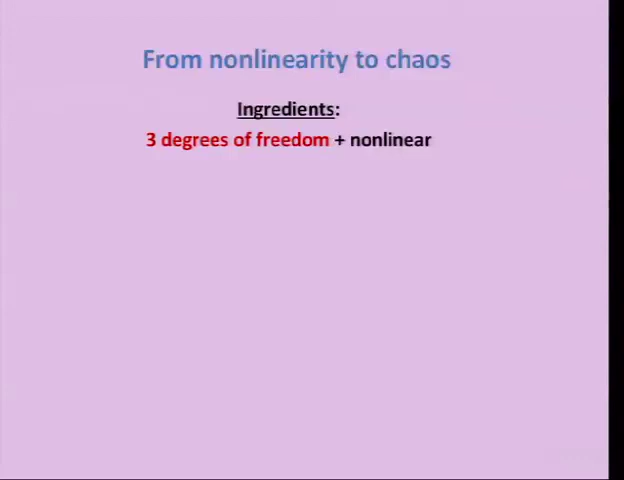 From nonlinearity to chaos
Ingredients:
3 degrees of freedom + nonlinear